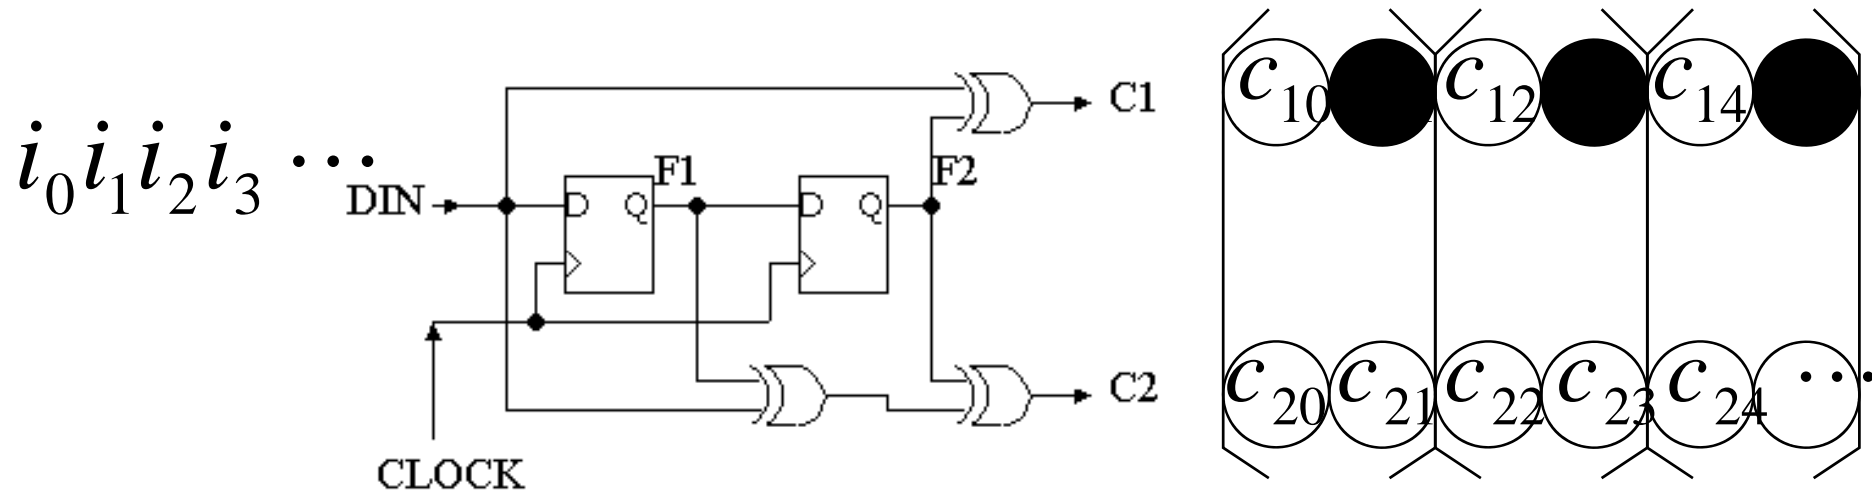 i₀i₁i₂i₃ ⋯
DIN
D Q
F1
D Q
F2
C1
C2
CLOCK
c₁₀ c₁₂ c₁₄
c₂₀ c₂₁ c₂₂ c₂₃ c₂₄ ⋯